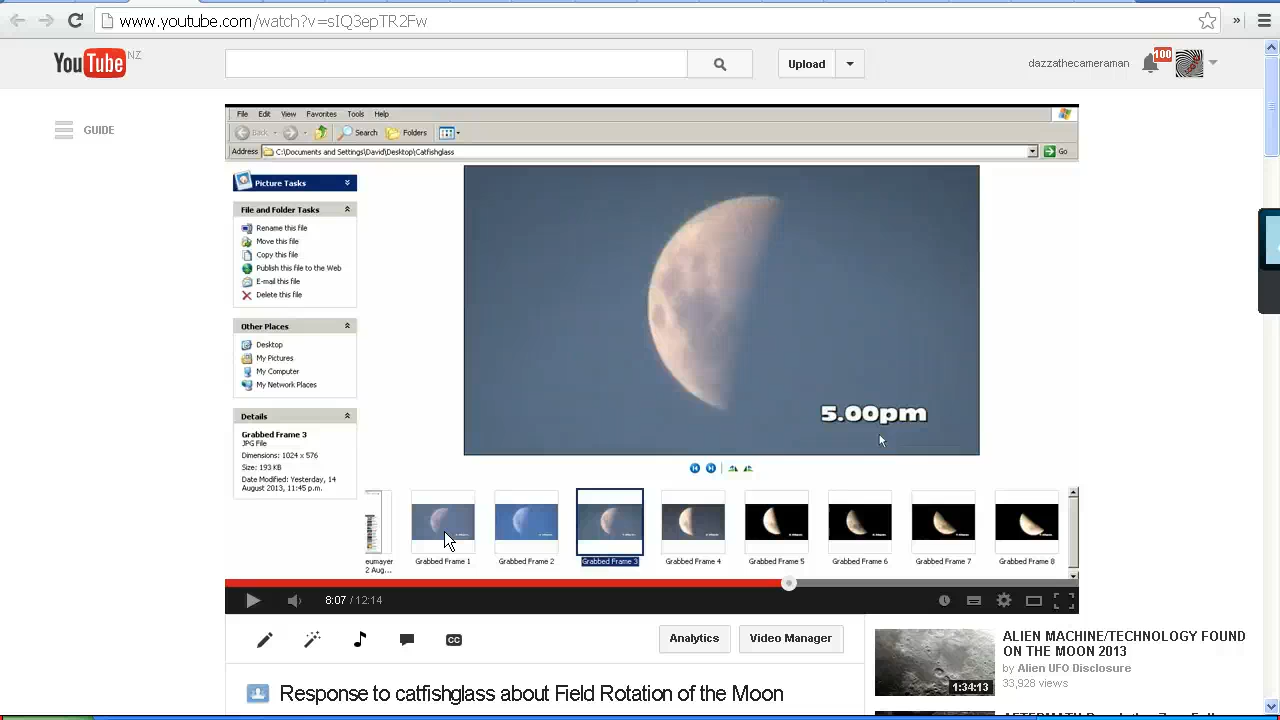 www.youtube.com/watch?v=sIQ3epTR2Fw
»
YouTube NZ
Upload
dazzathecameraman
100
GUIDE
File Edit View Favorites Tools Help
Back Search Folders
Address C:\Documents and Settings\David\Desktop\Catfishglass Go
Picture Tasks
File and Folder Tasks
Rename this file
Move this file
Copy this file
Publish this file to the Web
E-mail this file
Delete this file
Other Places
Desktop
My Pictures
My Computer
My Network Places
Details
Grabbed Frame 3
JPG File
Dimensions: 1024 x 576
Size: 193 KB
Date Modified: Yesterday, 14
August 2013, 11:45 p.m.
5.00pm
eumayer
2 Aug...
Grabbed Frame 1
Grabbed Frame 2
Grabbed Frame 3
Grabbed Frame 4
Grabbed Frame 5
Grabbed Frame 6
Grabbed Frame 7
Grabbed Frame 8
8:07 / 12:14
CC
Analytics
Video Manager
Response to catfishglass about Field Rotation of the Moon
ALIEN MACHINE/TECHNOLOGY FOUND
ON THE MOON 2013
by Alien UFO Disclosure
33,928 views
1:34:13